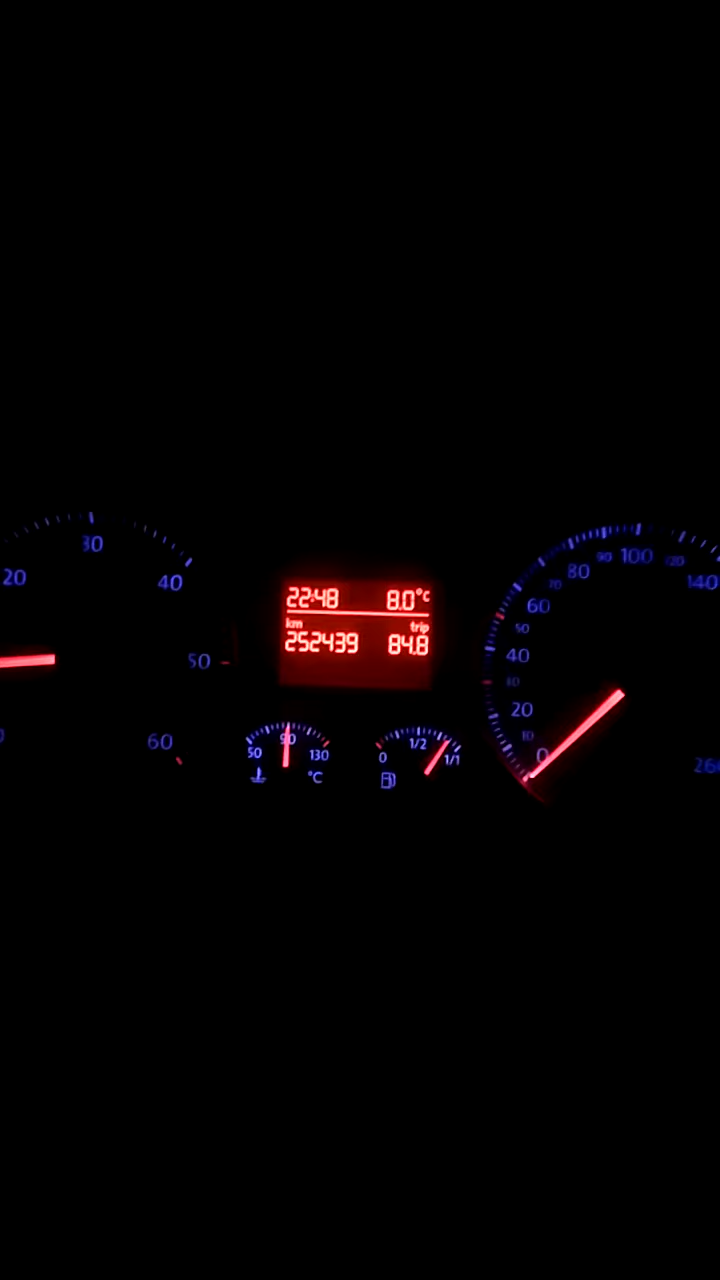 22:48 8.0°C
km trip
252439 84.8
20 30 40 50 60
50 90 130
°C
0 1/2 1/1
0 10 20 30 40 50 60 70 80 90 100 120 140